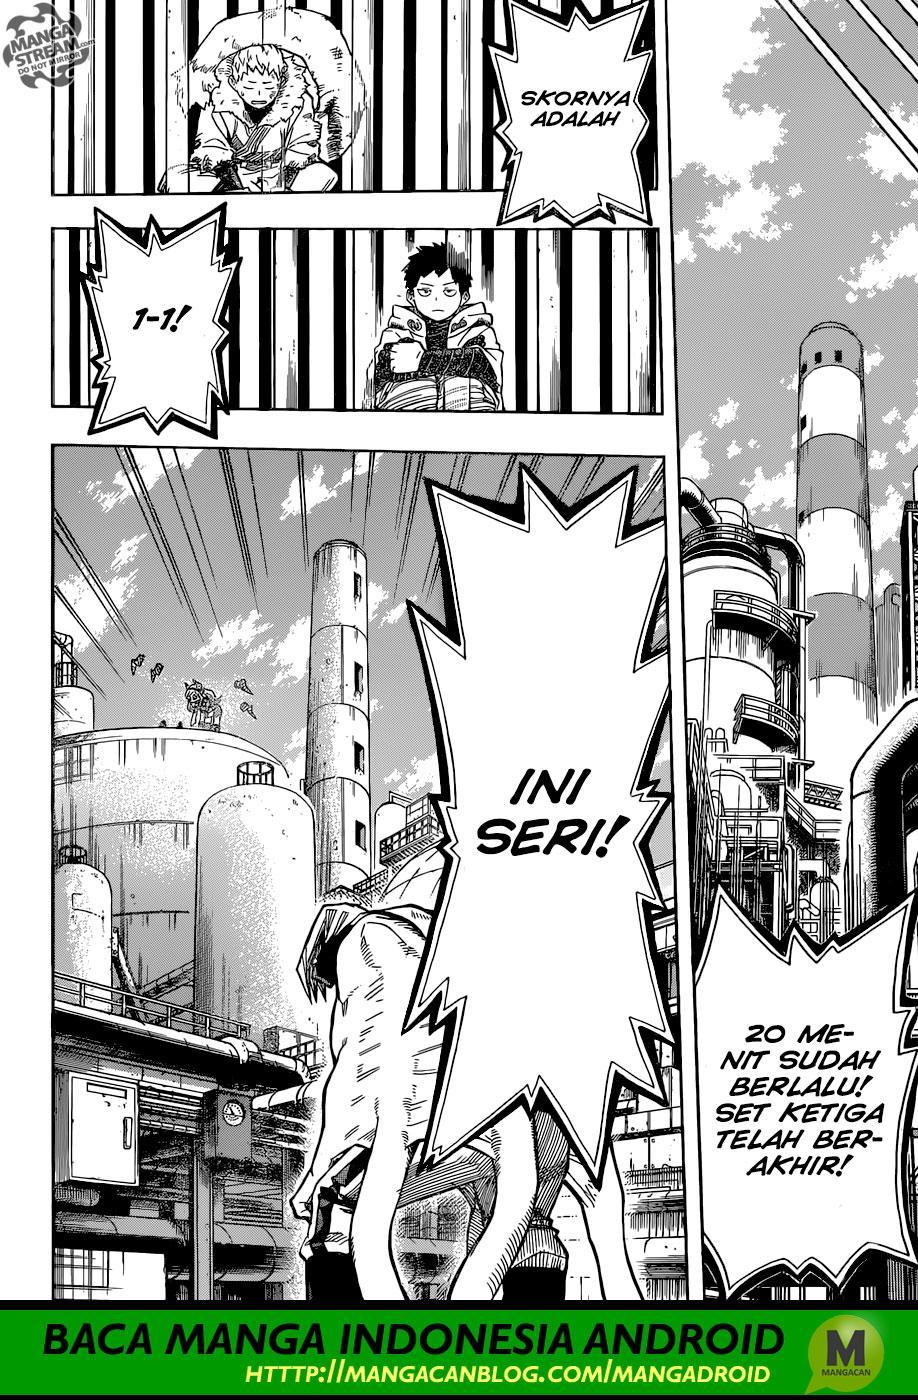 MANGA
STREAM.com
DO NOT MIRROR
20 ME-
NIT SUDAH
BERLALU!
SET KETIGA
TELAH BER-
AKHIR!
SKORNYA
ADALAH
1-1!
INI
SERI!
BACA MANGA INDONESIA ANDROID
HTTTP://MANGACANBLOG.COM/MANGADROID
M
MANGACAN